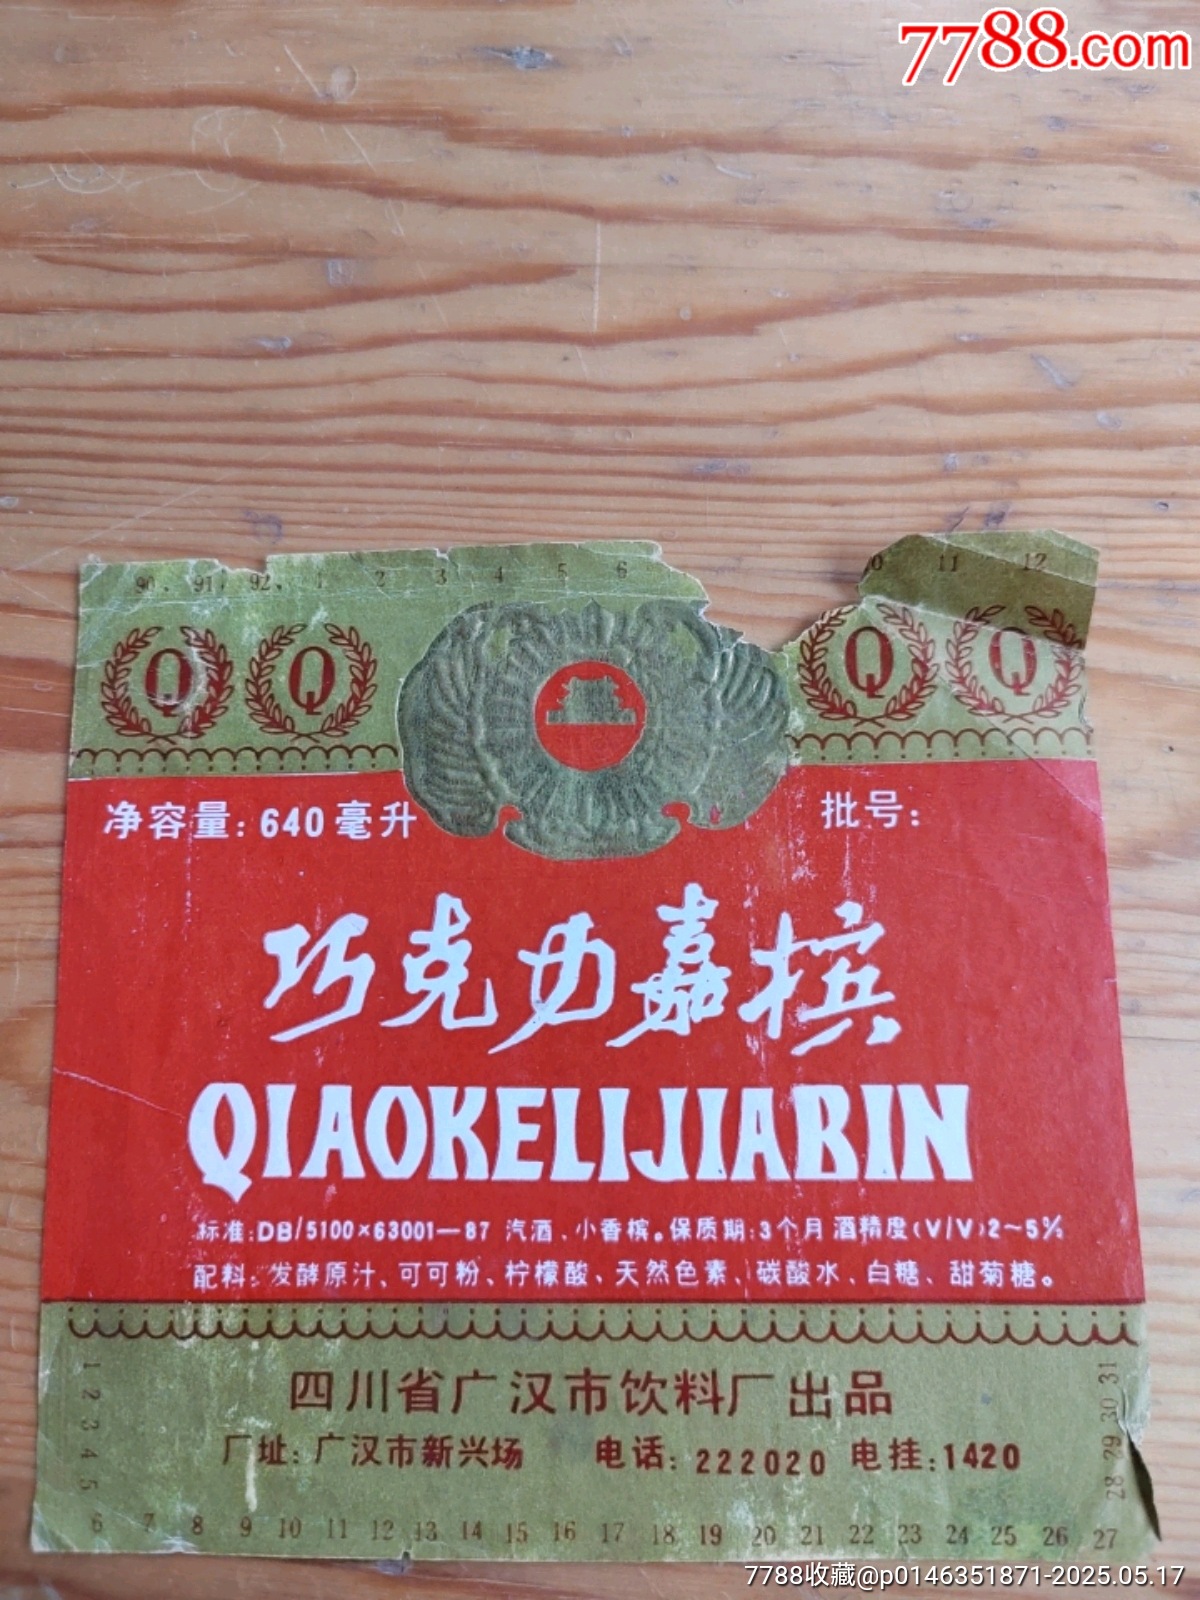 7788.com
90. 91. 92. 1 2 3 4 5 6 10 11 12
Q Q Q Q
净容量: 640毫升 批号:
巧克力嘉槟
QIAOKELIJIABIN
标准:DB/5100×63001—87 汽酒、小香槟。保质期:3个月 酒精度(V/V)2~5%
配料:发酵原汁、可可粉、柠檬酸、天然色素、碳酸水、白糖、甜菊糖。
四川省广汉市饮料厂出品
厂址:广汉市新兴场 电话:222020 电挂:1420
1 2 3 4 5 6 7 8 9 10 11 12 13 14 15 16 17 18 19 20 21 22 23 24 25 26 27 28 29 30 31
7788收藏@p0146351871-2025.05.17